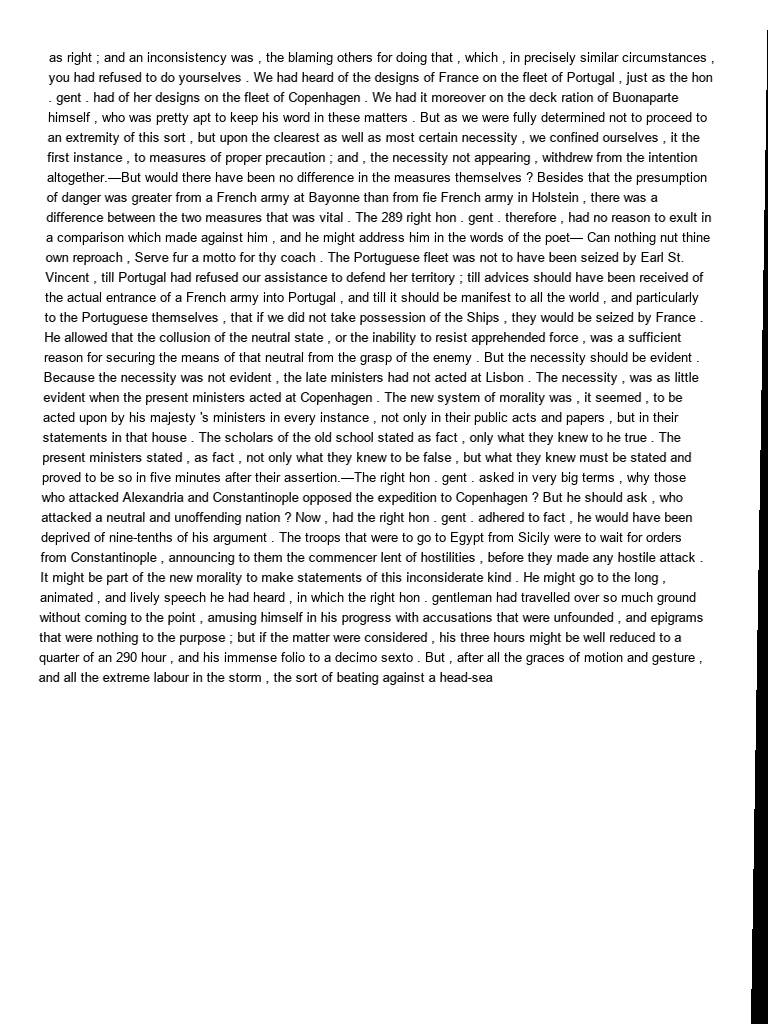 as right ; and an inconsistency was , the blaming others for doing that , which , in precisely similar circumstances ,
you had refused to do yourselves . We had heard of the designs of France on the fleet of Portugal , just as the hon
. gent . had of her designs on the fleet of Copenhagen . We had it moreover on the deck ration of Buonaparte
himself , who was pretty apt to keep his word in these matters . But as we were fully determined not to proceed to
an extremity of this sort , but upon the clearest as well as most certain necessity , we confined ourselves , it the
first instance , to measures of proper precaution ; and , the necessity not appearing , withdrew from the intention
altogether.—But would there have been no difference in the measures themselves ? Besides that the presumption
of danger was greater from a French army at Bayonne than from fie French army in Holstein , there was a
difference between the two measures that was vital . The 289 right hon . gent . therefore , had no reason to exult in
a comparison which made against him , and he might address him in the words of the poet— Can nothing nut thine
own reproach , Serve fur a motto for thy coach . The Portuguese fleet was not to have been seized by Earl St.
Vincent , till Portugal had refused our assistance to defend her territory ; till advices should have been received of
the actual entrance of a French army into Portugal , and till it should be manifest to all the world , and particularly
to the Portuguese themselves , that if we did not take possession of the Ships , they would be seized by France .
He allowed that the collusion of the neutral state , or the inability to resist apprehended force , was a sufficient
reason for securing the means of that neutral from the grasp of the enemy . But the necessity should be evident .
Because the necessity was not evident , the late ministers had not acted at Lisbon . The necessity , was as little
evident when the present ministers acted at Copenhagen . The new system of morality was , it seemed , to be
acted upon by his majesty 's ministers in every instance , not only in their public acts and papers , but in their
statements in that house . The scholars of the old school stated as fact , only what they knew to he true . The
present ministers stated , as fact , not only what they knew to be false , but what they knew must be stated and
proved to be so in five minutes after their assertion.—The right hon . gent . asked in very big terms , why those
who attacked Alexandria and Constantinople opposed the expedition to Copenhagen ? But he should ask , who
attacked a neutral and unoffending nation ? Now , had the right hon . gent . adhered to fact , he would have been
deprived of nine-tenths of his argument . The troops that were to go to Egypt from Sicily were to wait for orders
from Constantinople , announcing to them the commencer lent of hostilities , before they made any hostile attack .
It might be part of the new morality to make statements of this inconsiderate kind . He might go to the long ,
animated , and lively speech he had heard , in which the right hon . gentleman had travelled over so much ground
without coming to the point , amusing himself in his progress with accusations that were unfounded , and epigrams
that were nothing to the purpose ; but if the matter were considered , his three hours might be well reduced to a
quarter of an 290 hour , and his immense folio to a decimo sexto . But , after all the graces of motion and gesture ,
and all the extreme labour in the storm , the sort of beating against a head-sea